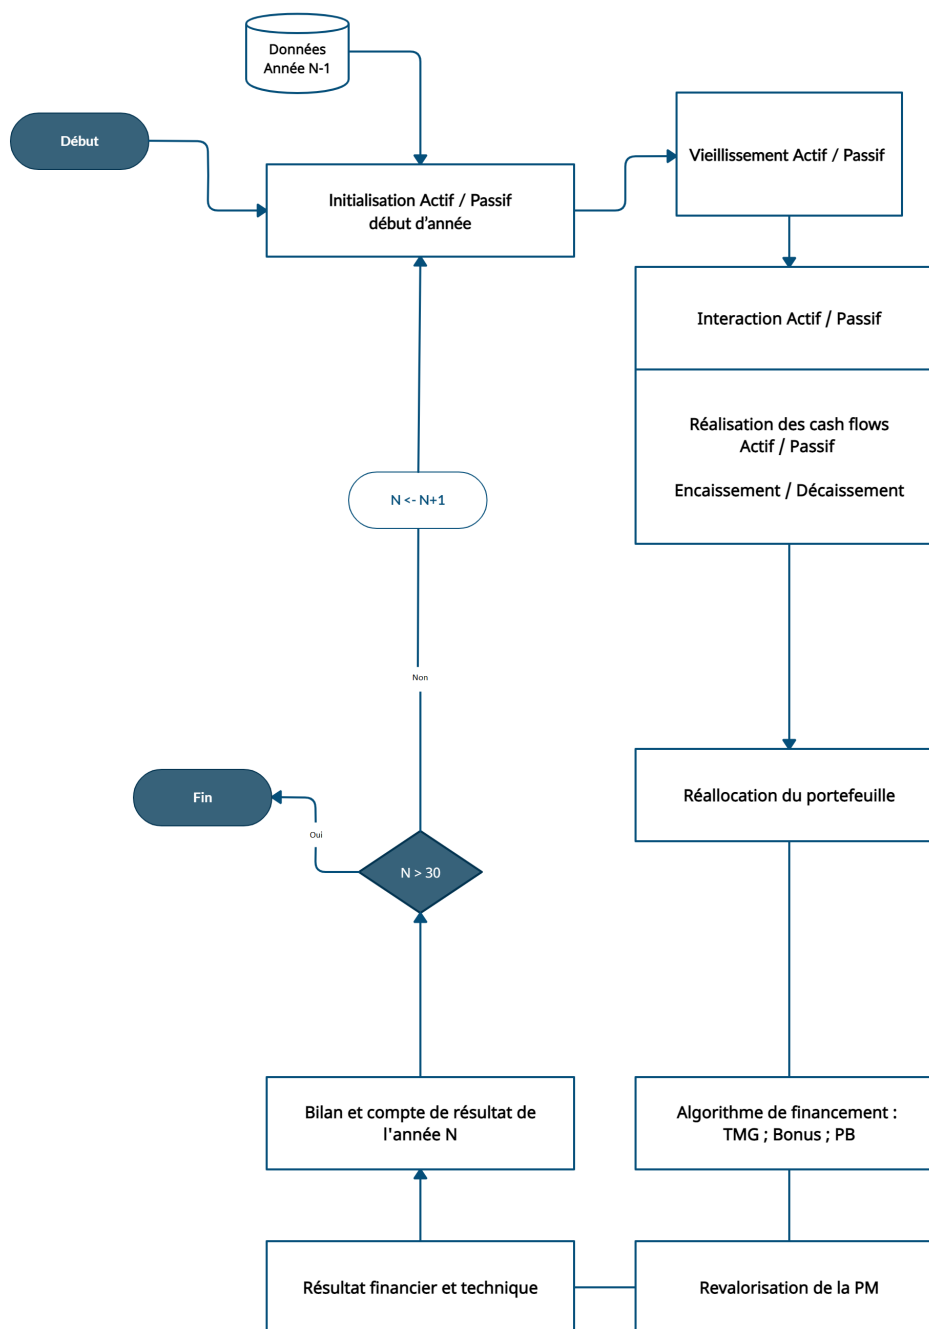 Données
Année N-1
Début
Initialisation Actif / Passif
début d'année
Vieillissement Actif / Passif
Interaction Actif / Passif
Réalisation des cash flows
Actif / Passif
Encaissement / Décaissement
N <- N+1
Non
Réallocation du portefeuille
Fin
Oui
N > 30
Bilan et compte de résultat de
l'année N
Algorithme de financement :
TMG ; Bonus ; PB
Résultat financier et technique
Revalorisation de la PM